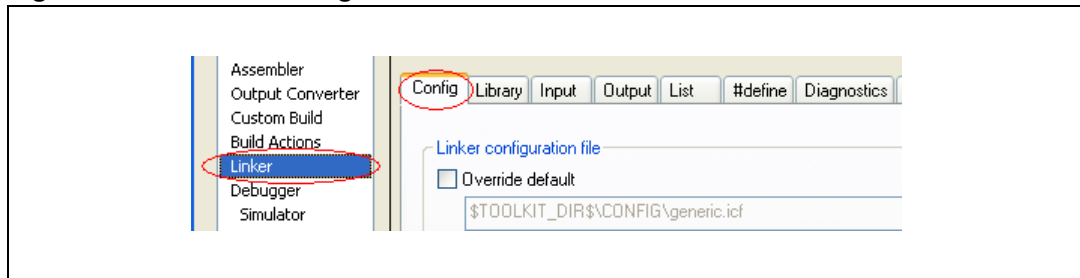 Assembler
Output Converter
Custom Build
Build Actions
Linker
Debugger
Simulator
Config Library Input Output List #define Diagnostics
Linker configuration file
Override default
$TOOLKIT_DIR$\CONFIG\generic.icf